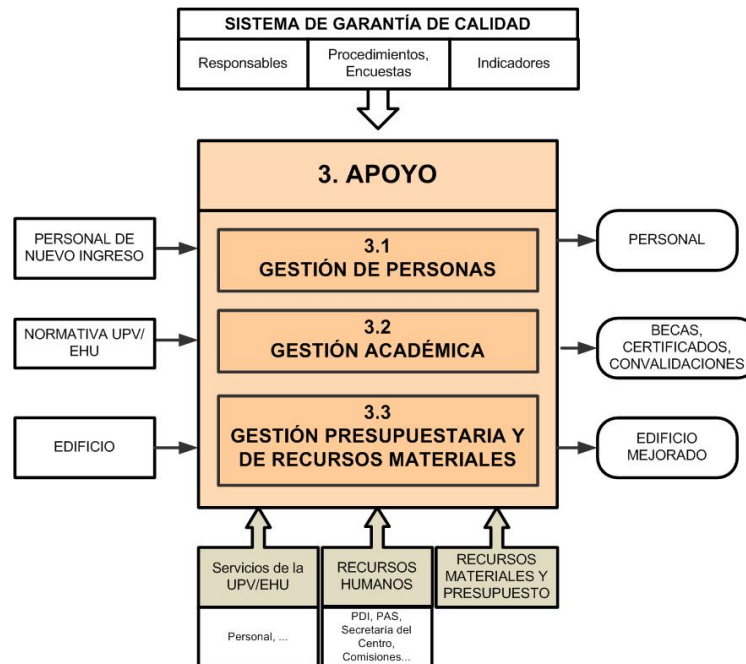 SISTEMA DE GARANTÍA DE CALIDAD
Responsables
Procedimientos,
Encuestas
Indicadores
3. APOYO
PERSONAL DE
NUEVO INGRESO
3.1
GESTIÓN DE PERSONAS
PERSONAL
NORMATIVA UPV/
EHU
3.2
GESTIÓN ACADÉMICA
BECAS,
CERTIFICADOS,
CONVALIDACIONES
EDIFICIO
3.3
GESTIÓN PRESUPUESTARIA Y
DE RECURSOS MATERIALES
EDIFICIO
MEJORADO
Servicios de la
UPV/EHU
Personal, ...
RECURSOS
HUMANOS
PDI, PAS,
Secretaría del
Centro,
Comisiones...
RECURSOS
MATERIALES Y
PRESUPUESTO